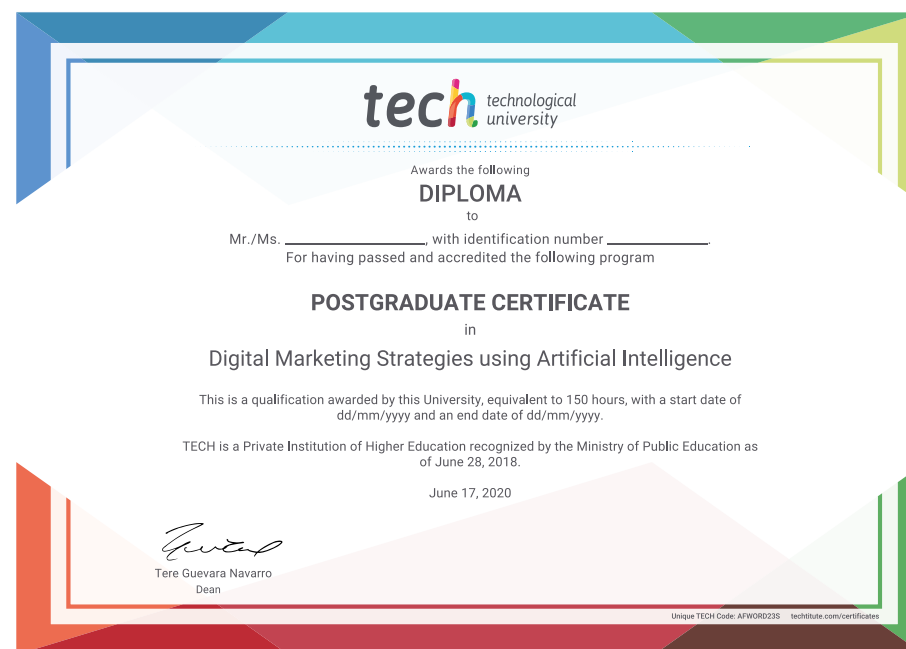 tech technological
university
Awards the following
DIPLOMA
to
Mr./Ms. ____________________, with identification number ______________.
For having passed and accredited the following program
POSTGRADUATE CERTIFICATE
in
Digital Marketing Strategies using Artificial Intelligence
This is a qualification awarded by this University, equivalent to 150 hours, with a start date of
dd/mm/yyyy and an end date of dd/mm/yyyy.
TECH is a Private Institution of Higher Education recognized by the Ministry of Public Education as
of June 28, 2018.
June 17, 2020
Tere Guevara Navarro
Dean
Unique TECH Code: AFWORD23S techtitute.com/certificates